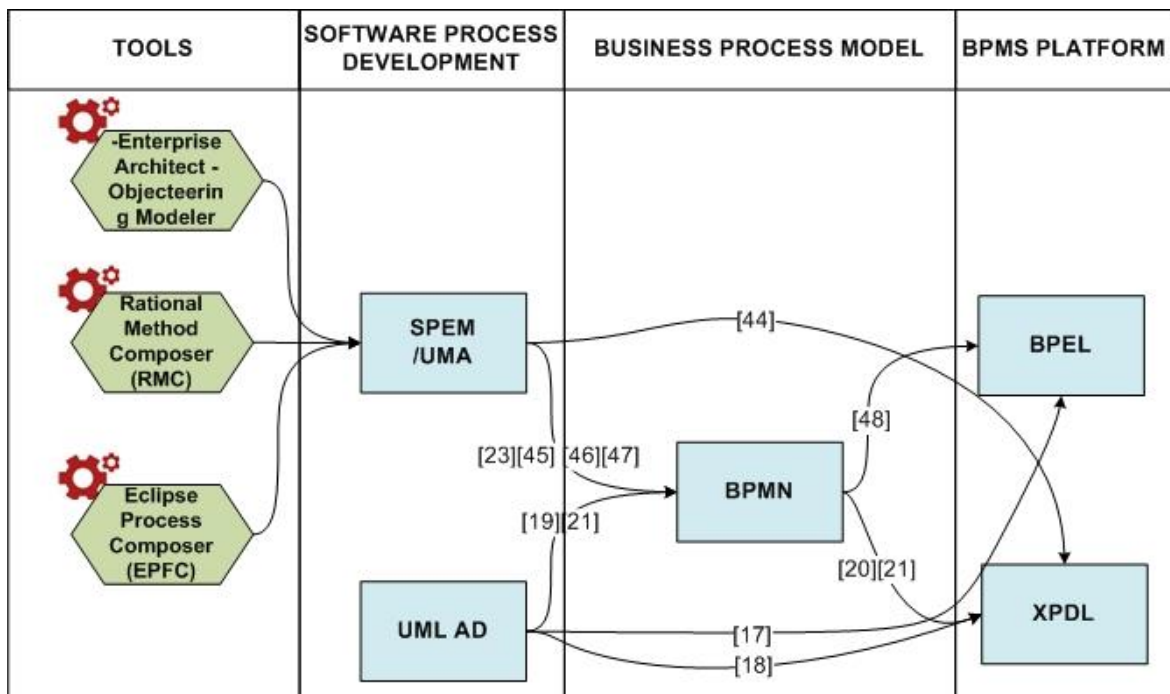 TOOLS
SOFTWARE PROCESS
DEVELOPMENT
BUSINESS PROCESS MODEL
BPMS PLATFORM
-Enterprise
Architect -
Objecteerin
g Modeler
Rational
Method
Composer
(RMC)
Eclipse
Process
Composer
(EPFC)
SPEM
/UMA
UML AD
[23][45]
[46][47]
[19][21]
BPMN
[44]
[48]
[20][21]
[17]
[18]
BPEL
XPDL